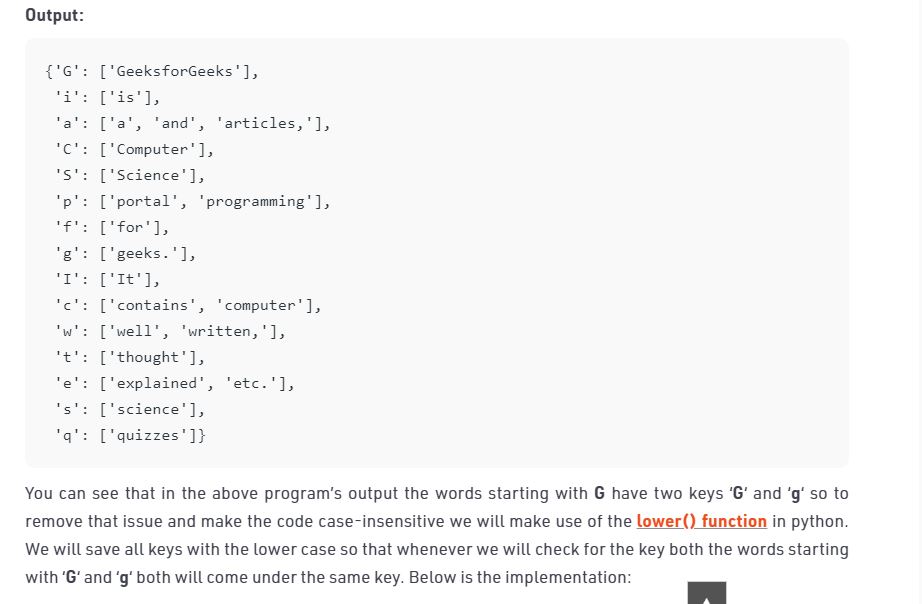 Output:
{'G': ['GeeksforGeeks'],
'i': ['is'],
'a': ['a', 'and', 'articles,'],
'C': ['Computer'],
'S': ['Science'],
'p': ['portal', 'programming'],
'f': ['for'],
'g': ['geeks.'],
'I': ['It'],
'c': ['contains', 'computer'],
'w': ['well', 'written,'],
't': ['thought'],
'e': ['explained', 'etc.'],
's': ['science'],
'q': ['quizzes']}
You can see that in the above program’s output the words starting with G have two keys ‘G’ and ‘g’ so to
remove that issue and make the code case-insensitive we will make use of the lower() function in python.
We will save all keys with the lower case so that whenever we will check for the key both the words starting
with ‘G’ and ‘g’ both will come under the same key. Below is the implementation: